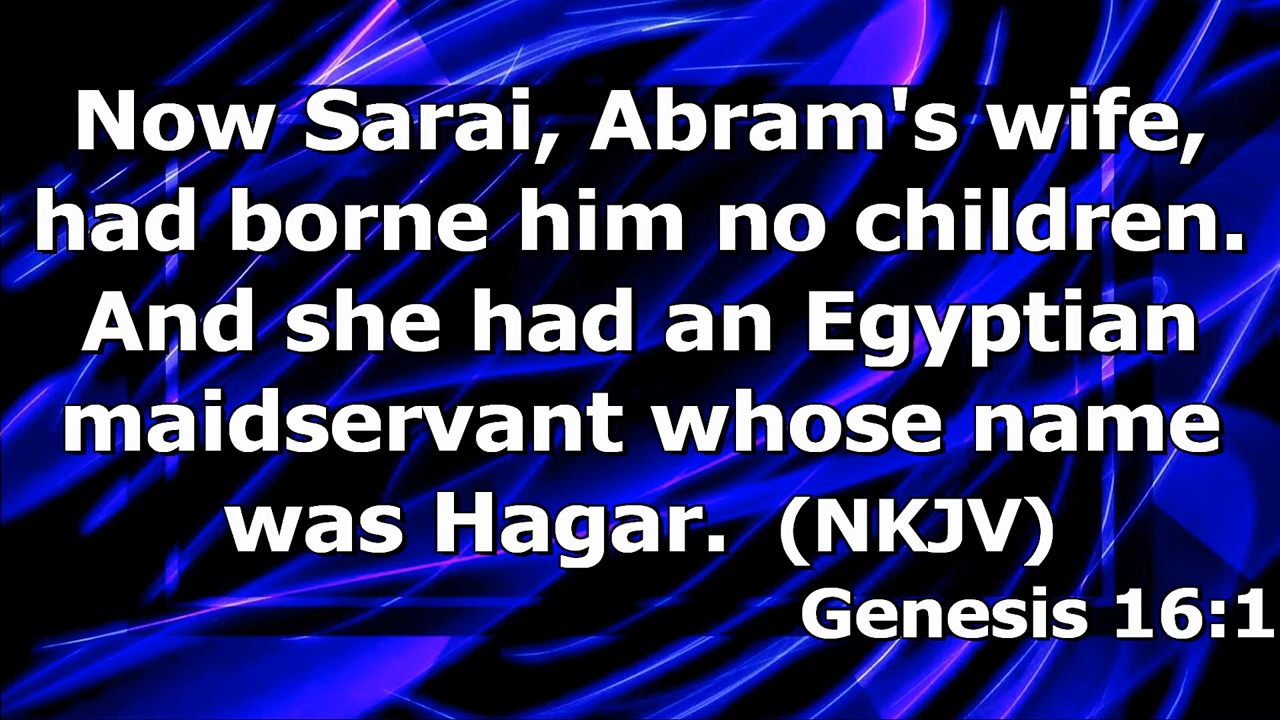 Now Sarai, Abram's wife,
had borne him no children.
And she had an Egyptian
maidservant whose name
was Hagar. (NKJV)
Genesis 16:1